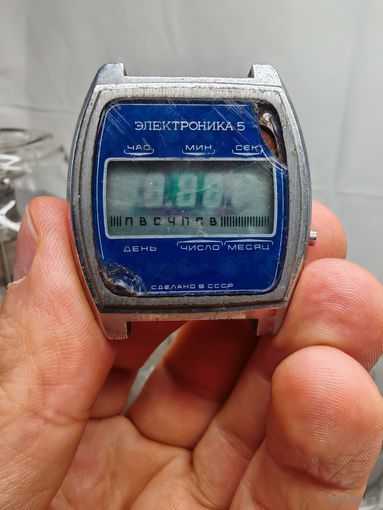 ЭЛЕКТРОНИКА 5
ЧАС МИН СЕК
П В С Ч П С В
ДЕНЬ ЧИСЛО МЕСЯЦ
СДЕЛАНО В СССР